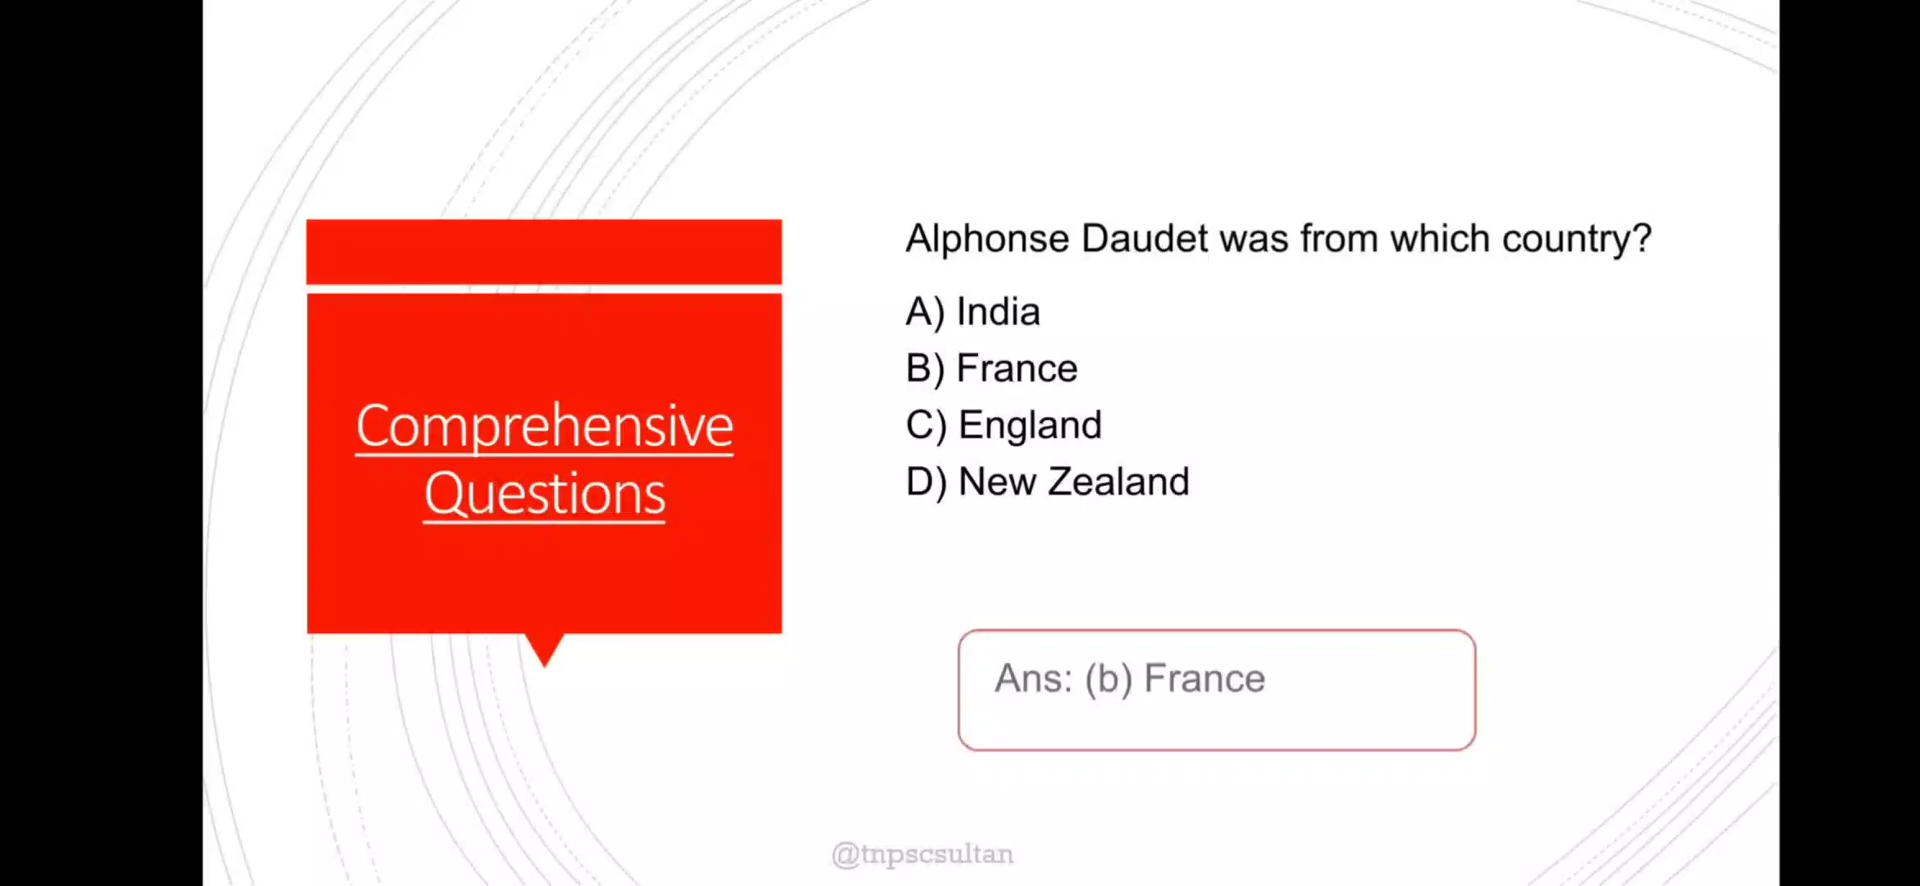 Comprehensive
Questions
Alphonse Daudet was from which country?
A) India
B) France
C) England
D) New Zealand
Ans: (b) France
@tnpscsultan